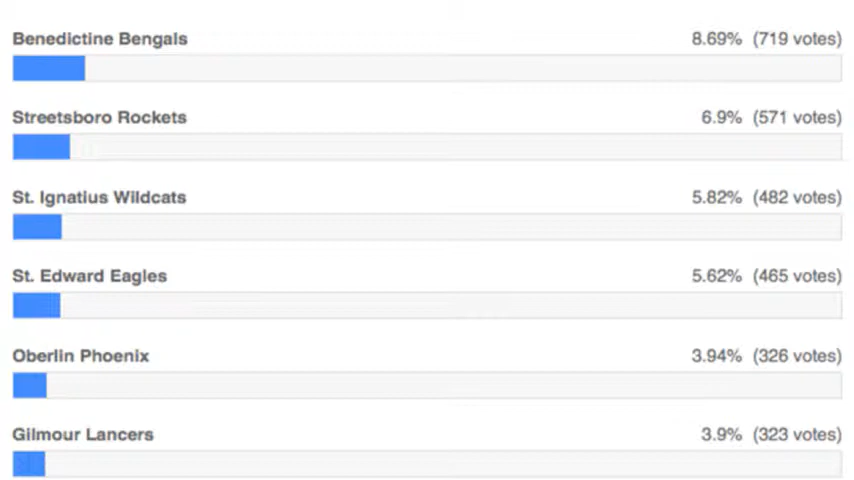 Benedictine Bengals 8.69% (719 votes)
Streetsboro Rockets 6.9% (571 votes)
St. Ignatius Wildcats 5.82% (482 votes)
St. Edward Eagles 5.62% (465 votes)
Oberlin Phoenix 3.94% (326 votes)
Gilmour Lancers 3.9% (323 votes)